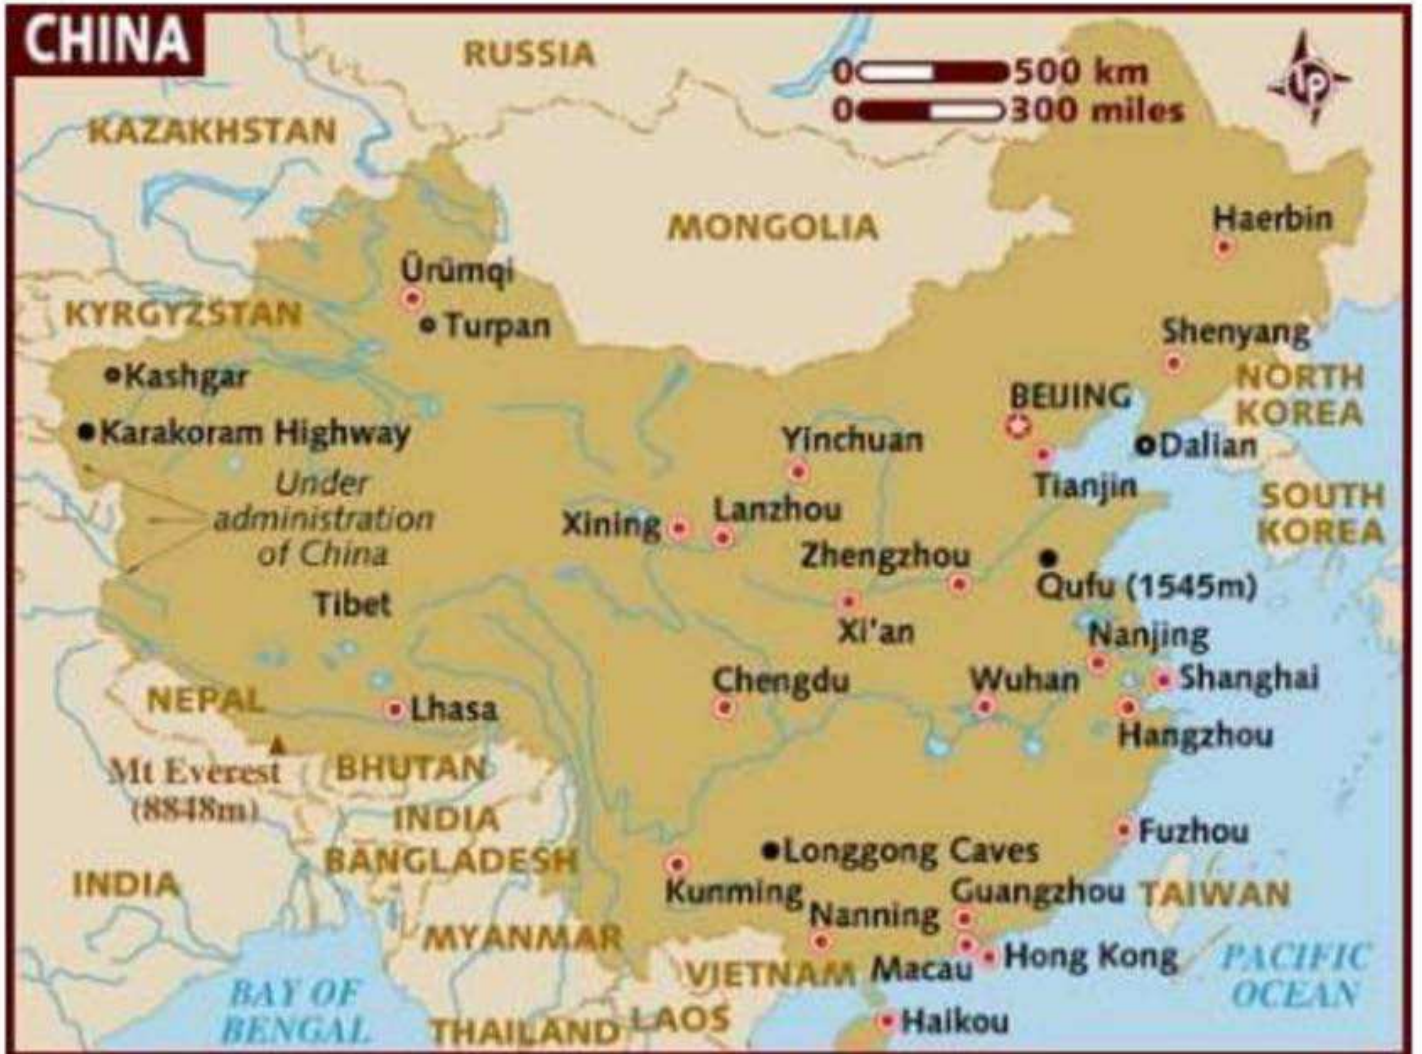 CHINA
RUSSIA
0 500 km
0 300 miles
LP
KAZAKHSTAN
MONGOLIA
Haerbin
Ürümqi
KYRGYZSTAN
Turpan
Shenyang
Kashgar
NORTH
KOREA
BEIJING
Karakoram Highway
Yinchuan
Dalian
Under
administration
of China
Tianjin
SOUTH
KOREA
Xining
Lanzhou
Zhengzhou
Qufu (1545m)
Tibet
Xi'an
Nanjing
Chengdu
Wuhan
Shanghai
NEPAL
Lhasa
Hangzhou
Mt Everest
(8848m)
BHUTAN
INDIA
Fuzhou
BANGLADESH
Longgong Caves
INDIA
Kunming
Guangzhou
TAIWAN
Nanning
MYANMAR
VIETNAM
Macau
Hong Kong
PACIFIC
OCEAN
BAY OF
BENGAL
THAILAND
LAOS
Haikou